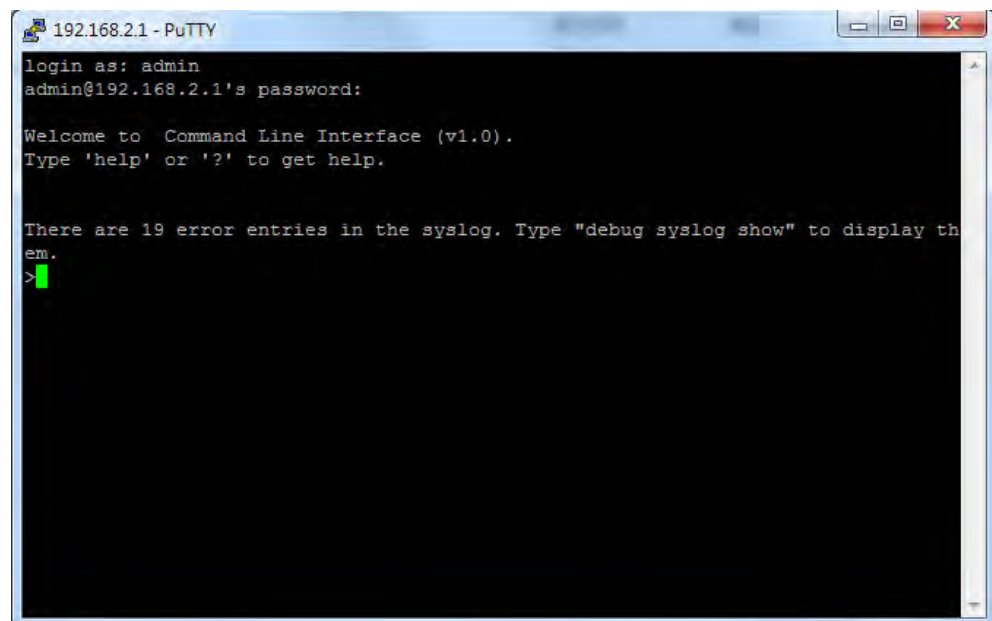 192.168.2.1 - PuTTY
login as: admin
admin@192.168.2.1's password:
Welcome to  Command Line Interface (v1.0).
Type 'help' or '?' to get help.
There are 19 error entries in the syslog. Type "debug syslog show" to display th
em.
>